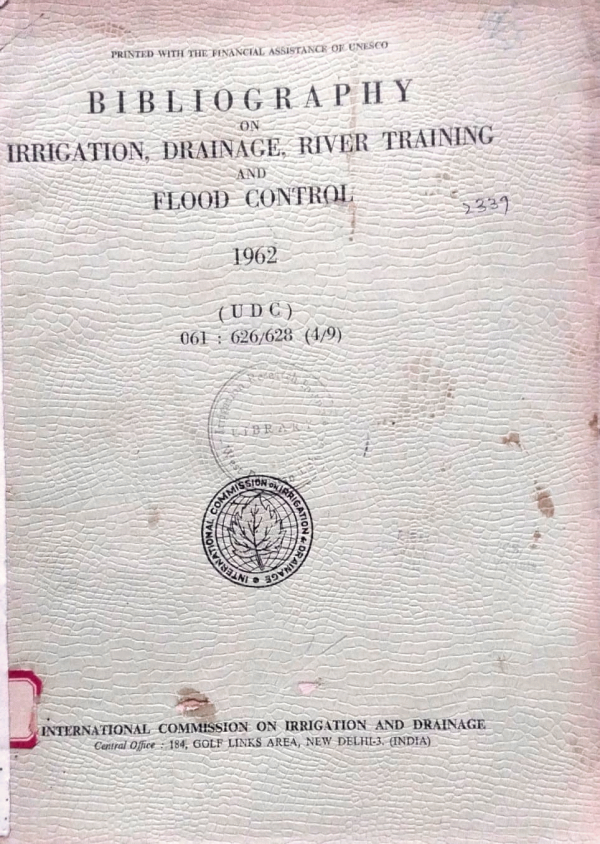 PRINTED WITH THE FINANCIAL ASSISTANCE OF UNESCO
BIBLIOGRAPHY
ON
IRRIGATION, DRAINAGE, RIVER TRAINING
AND
FLOOD CONTROL
2339
1962
(UDC)
061 : 626/628 (4/9)
LIBRARY
INTERNATIONAL COMMISSION ON IRRIGATION & DRAINAGE
INTERNATIONAL COMMISSION ON IRRIGATION AND DRAINAGE
Central Office : 184, GOLF LINKS AREA, NEW DELHI-3. (INDIA)